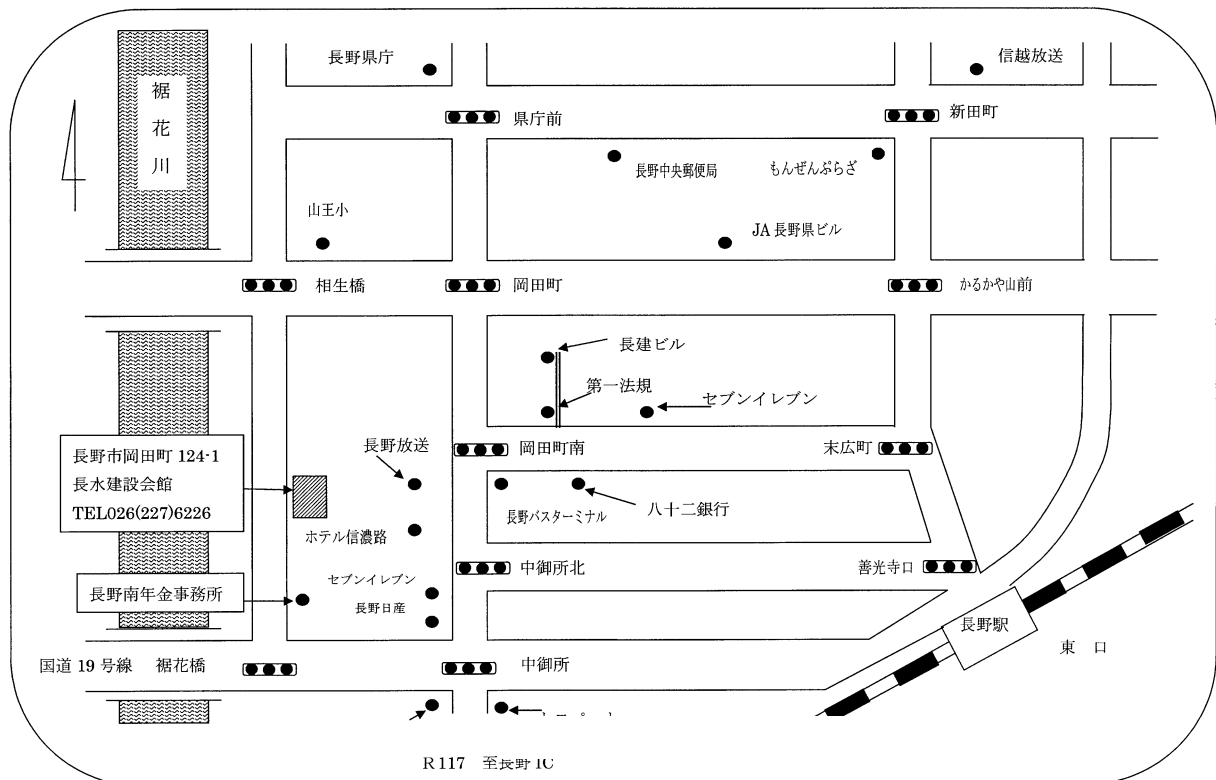 長野県庁
信越放送
裾花川
県庁前
新田町
長野中央郵便局
もんぜんぷらざ
山王小
JA 長野県ビル
相生橋
岡田町
かるかや山前
長建ビル
第一法規
セブンイレブン
長野放送
岡田町南
末広町
長野市岡田町 124-1
長水建設会館
TEL026(227)6226
八十二銀行
長野バスターミナル
ホテル信濃路
中御所北
善光寺口
セブンイレブン
長野日産
長野南年金事務所
長野駅
東 口
国道 19 号線 裾花橋
中御所
R117 至長野 IC